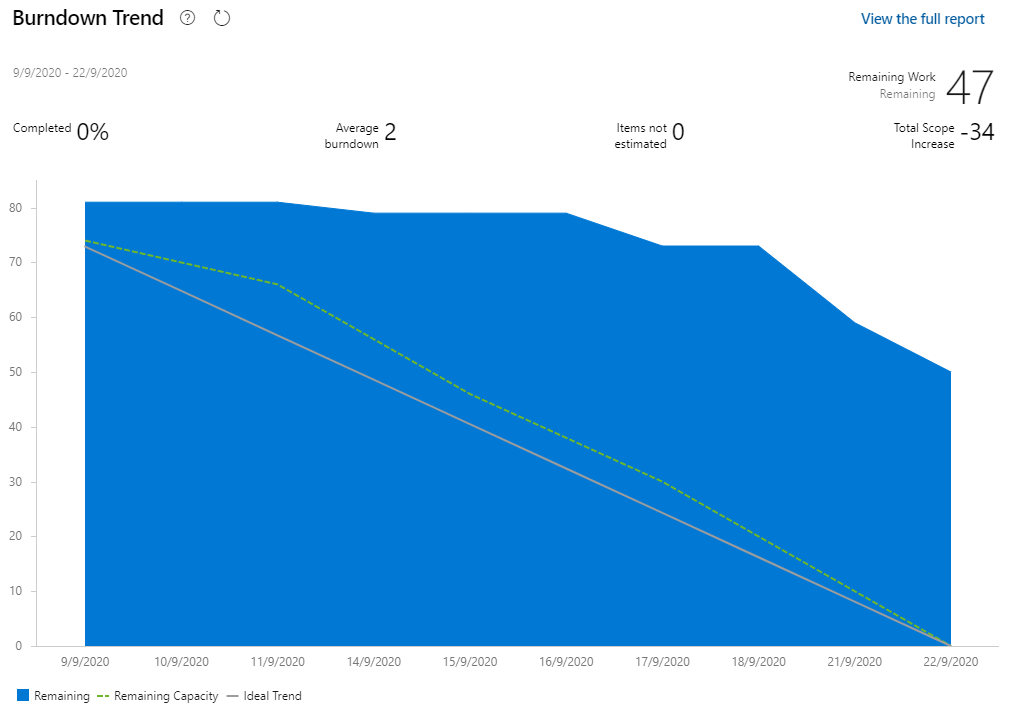 Burndown Trend
View the full report
9/9/2020 - 22/9/2020
Remaining Work
Remaining
47
Completed 0%
Average
burndown
2
Items not
estimated
0
Total Scope
Increase
-34
80
70
60
50
40
30
20
10
0
9/9/2020 10/9/2020 11/9/2020 14/9/2020 15/9/2020 16/9/2020 17/9/2020 18/9/2020 21/9/2020 22/9/2020
Remaining Remaining Capacity Ideal Trend